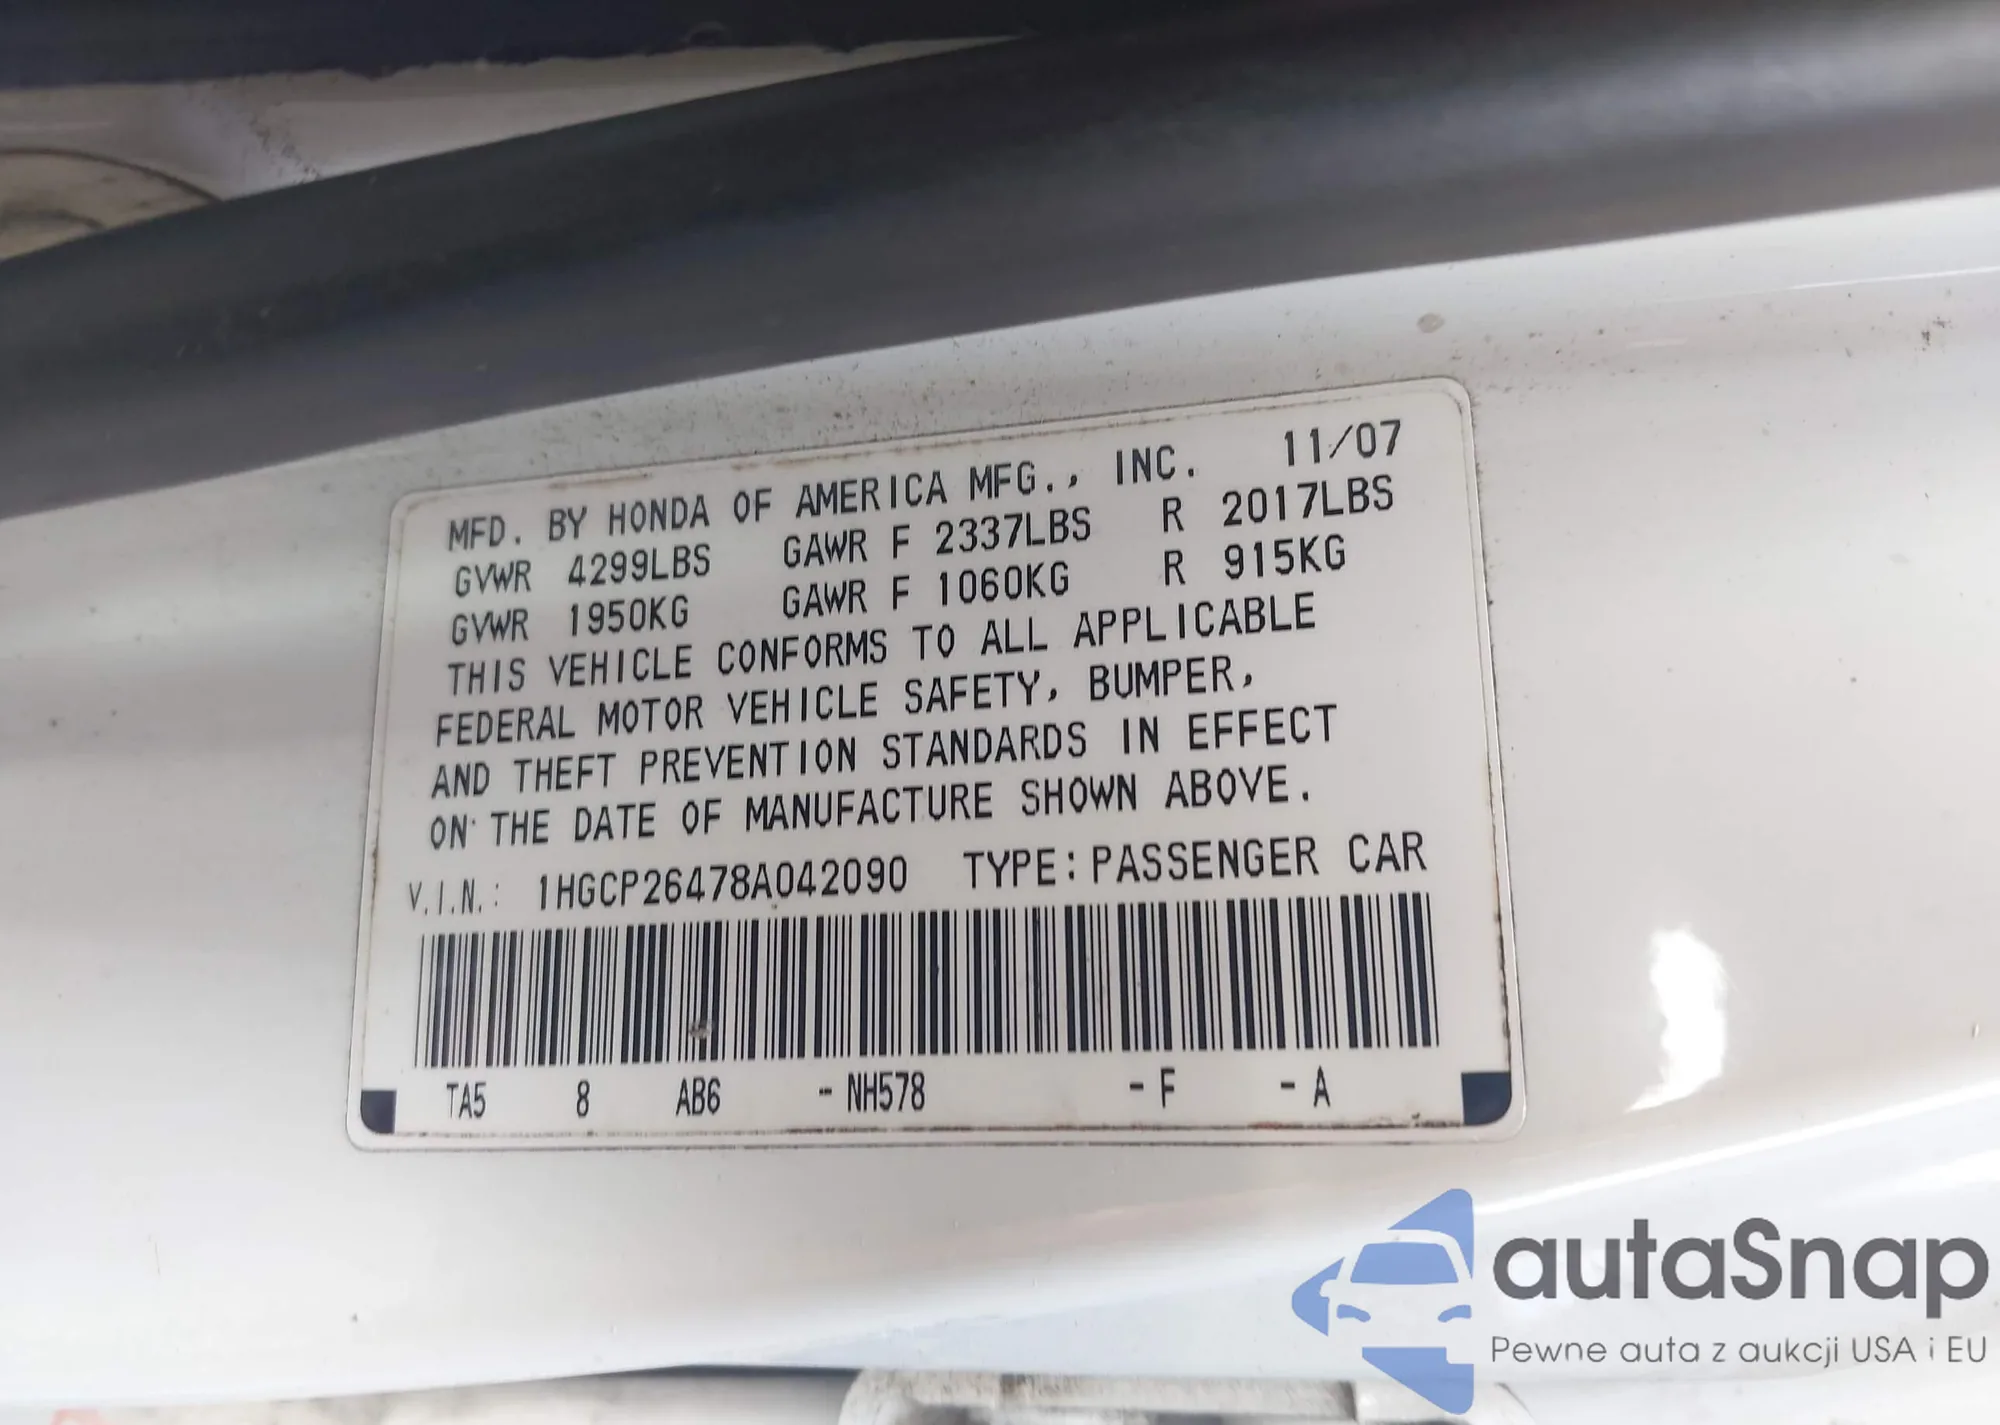 MFD. BY HONDA OF AMERICA MFG., INC. 11/07
GVWR 4299LBS GAWR F 2337LBS R 2017LBS
GVWR 1950KG GAWR F 1060KG R 915KG
THIS VEHICLE CONFORMS TO ALL APPLICABLE
FEDERAL MOTOR VEHICLE SAFETY, BUMPER,
AND THEFT PREVENTION STANDARDS IN EFFECT
ON THE DATE OF MANUFACTURE SHOWN ABOVE.
V.I.N.: 1HGCP26478A042090 TYPE: PASSENGER CAR
TA5 8 AB6 -NH578 -F -A
autaSnap
Pewne auta z aukcji USA i EU